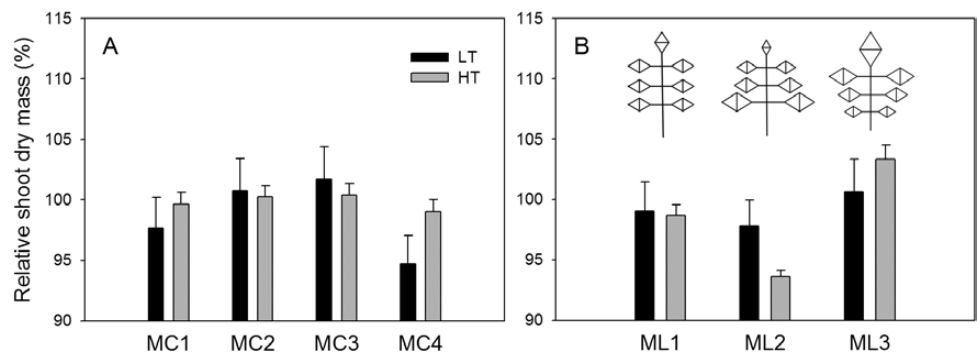 Relative shoot dry mass (%)
115
110
105
100
95
90
A
LT
HT
MC1 MC2 MC3 MC4
115
110
105
100
95
90
B
ML1 ML2 ML3